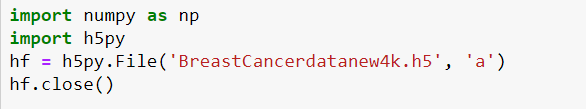 import numpy as np
import h5py
hf = h5py.File('BreastCancerdatanew4k.h5', 'a')
hf.close()